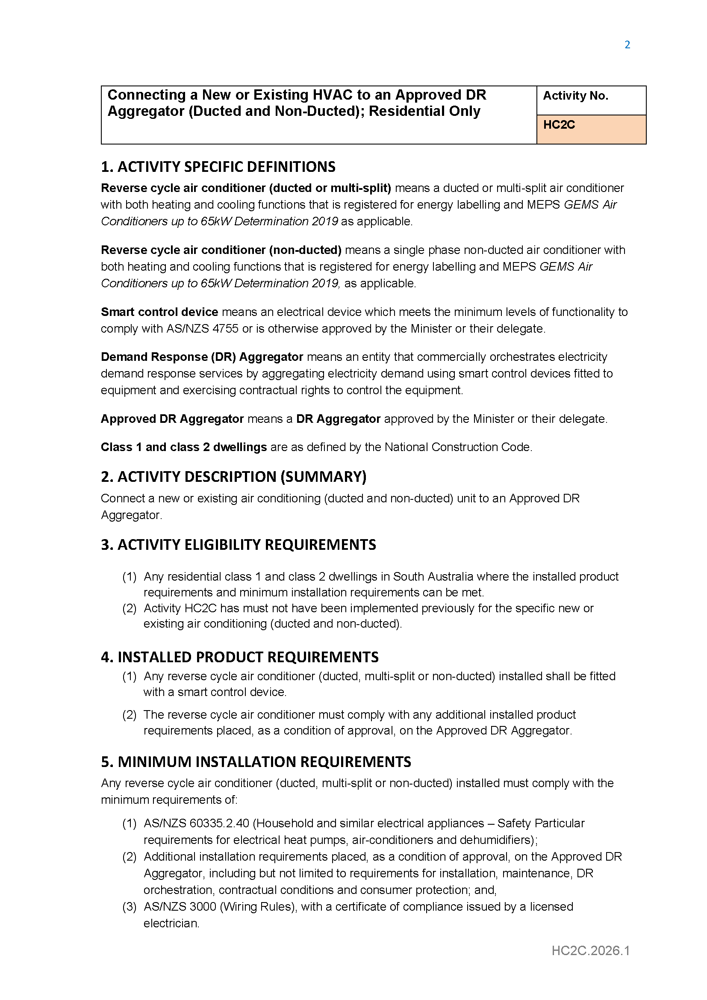 2
Connecting a New or Existing HVAC to an Approved DR
Aggregator (Ducted and Non-Ducted); Residential Only
Activity No.
HC2C
1. ACTIVITY SPECIFIC DEFINITIONS
Reverse cycle air conditioner (ducted or multi-split) means a ducted or multi-split air conditioner
with both heating and cooling functions that is registered for energy labelling and MEPS GEMS Air
Conditioners up to 65kW Determination 2019 as applicable.
Reverse cycle air conditioner (non-ducted) means a single phase non-ducted air conditioner with
both heating and cooling functions that is registered for energy labelling and MEPS GEMS Air
Conditioners up to 65kW Determination 2019, as applicable.
Smart control device means an electrical device which meets the minimum levels of functionality to
comply with AS/NZS 4755 or is otherwise approved by the Minister or their delegate.
Demand Response (DR) Aggregator means an entity that commercially orchestrates electricity
demand response services by aggregating electricity demand using smart control devices fitted to
equipment and exercising contractual rights to control the equipment.
Approved DR Aggregator means a DR Aggregator approved by the Minister or their delegate.
Class 1 and class 2 dwellings are as defined by the National Construction Code.
2. ACTIVITY DESCRIPTION (SUMMARY)
Connect a new or existing air conditioning (ducted and non-ducted) unit to an Approved DR
Aggregator.
3. ACTIVITY ELIGIBILITY REQUIREMENTS
(1) Any residential class 1 and class 2 dwellings in South Australia where the installed product
requirements and minimum installation requirements can be met.
(2) Activity HC2C has must not have been implemented previously for the specific new or
existing air conditioning (ducted and non-ducted).
4. INSTALLED PRODUCT REQUIREMENTS
(1) Any reverse cycle air conditioner (ducted, multi-split or non-ducted) installed shall be fitted
with a smart control device.
(2) The reverse cycle air conditioner must comply with any additional installed product
requirements placed, as a condition of approval, on the Approved DR Aggregator.
5. MINIMUM INSTALLATION REQUIREMENTS
Any reverse cycle air conditioner (ducted, multi-split or non-ducted) installed must comply with the
minimum requirements of:
(1) AS/NZS 60335.2.40 (Household and similar electrical appliances – Safety Particular
requirements for electrical heat pumps, air-conditioners and dehumidifiers);
(2) Additional installation requirements placed, as a condition of approval, on the Approved DR
Aggregator, including but not limited to requirements for installation, maintenance, DR
orchestration, contractual conditions and consumer protection; and,
(3) AS/NZS 3000 (Wiring Rules), with a certificate of compliance issued by a licensed
electrician.
HC2C.2026.1